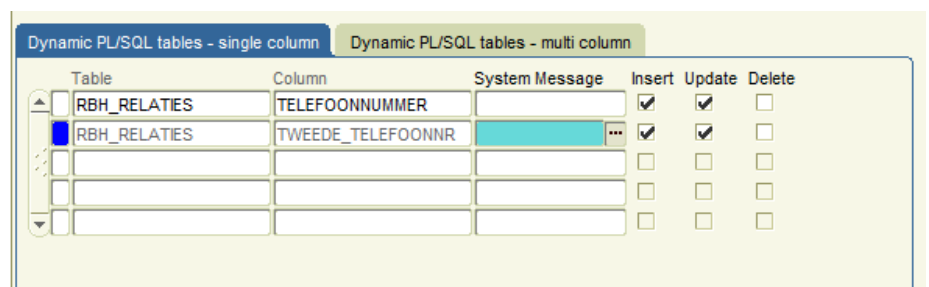 Dynamic PL/SQL tables - single column Dynamic PL/SQL tables - multi column
Table Column System Message Insert Update Delete
RBH_RELATIES TELEFOONNUMMER
RBH_RELATIES TWEEDE_TELEFOONNR ...